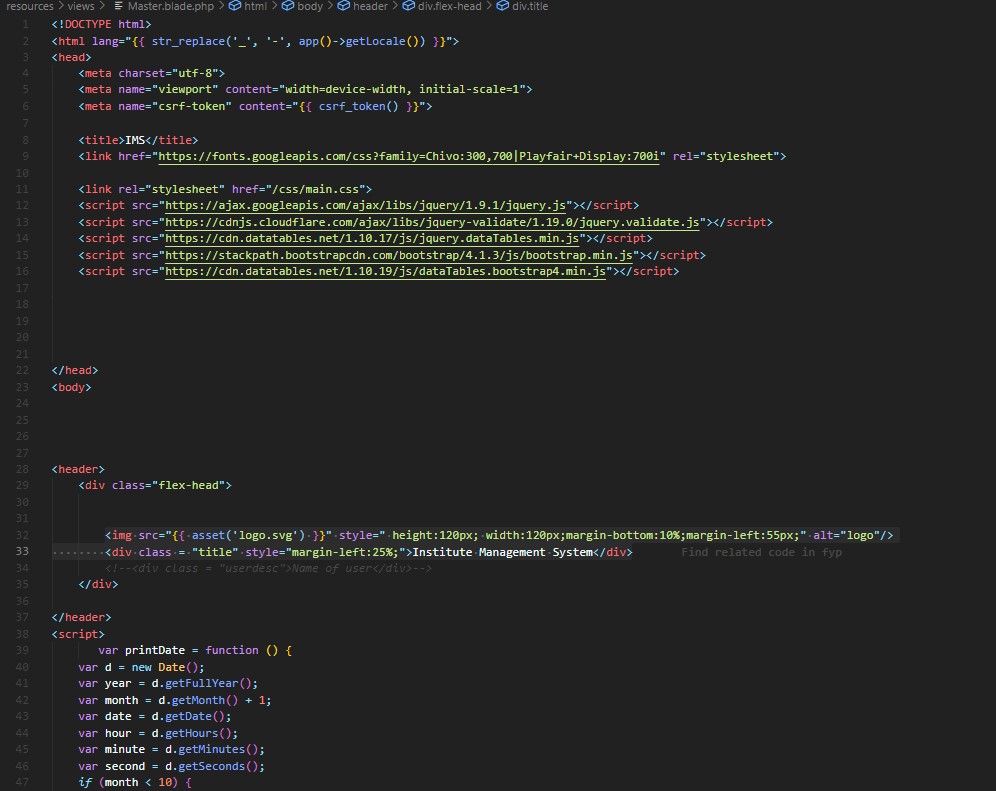 resources > views > Master.blade.php > html > body > header > div.flex-head > div.title
1 <!DOCTYPE html>
2 <html lang="{{ str_replace('_', '-', app()->getLocale()) }}">
3 <head>
4 <meta charset="utf-8">
5 <meta name="viewport" content="width=device-width, initial-scale=1">
6 <meta name="csrf-token" content="{{ csrf_token() }}">
7
8 <title>IMS</title>
9 <link href="https://fonts.googleapis.com/css?family=Chivo:300,700|Playfair+Display:700i" rel="stylesheet">
10
11 <link rel="stylesheet" href="/css/main.css">
12 <script src="https://ajax.googleapis.com/ajax/libs/jquery/1.9.1/jquery.js"></script>
13 <script src="https://cdnjs.cloudflare.com/ajax/libs/jquery-validate/1.19.0/jquery.validate.js"></script>
14 <script src="https://cdn.datatables.net/1.10.17/js/jquery.dataTables.min.js"></script>
15 <script src="https://stackpath.bootstrapcdn.com/bootstrap/4.1.3/js/bootstrap.min.js"></script>
16 <script src="https://cdn.datatables.net/1.10.19/js/dataTables.bootstrap4.min.js"></script>
17
18
19
20
21
22 </head>
23 <body>
24
25
26
27
28 <header>
29 <div class="flex-head">
30
31
32 <img src="{{ asset('logo.svg') }}" style=" height:120px; width:120px;margin-bottom:10%;margin-left:55px;" alt="logo"/>
33 <div class = "title" style="margin-left:25%;">Institute Management System</div> Find related code in fyp
34 <!--<div class = "userdesc">Name of user</div>-->
35 </div>
36
37 </header>
38 <script>
39 var printDate = function () {
40 var d = new Date();
41 var year = d.getFullYear();
42 var month = d.getMonth() + 1;
43 var date = d.getDate();
44 var hour = d.getHours();
45 var minute = d.getMinutes();
46 var second = d.getSeconds();
47 if (month < 10) {